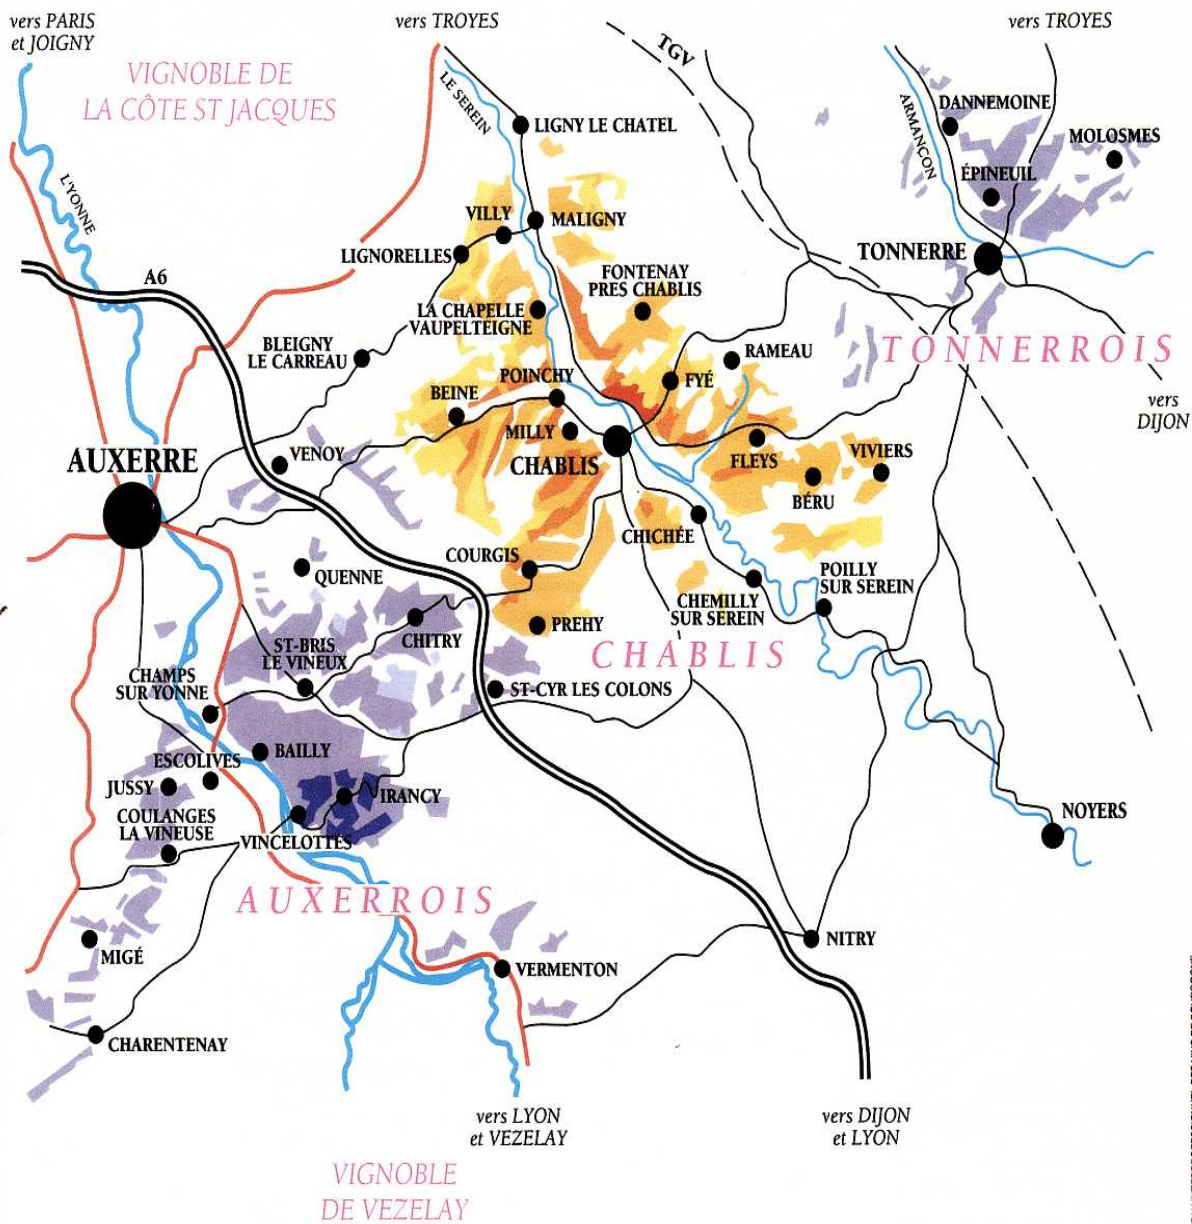 vers PARIS
et JOIGNY
vers TROYES
vers TROYES
VIGNOBLE DE
LA CÔTE ST JACQUES
TGV
LE SEREIN
ARMANÇON
L'YONNE
DANNEMOINE
MOLOSMES
ÉPINEUIL
LIGNY LE CHATEL
VILLY
MALIGNY
LIGNORELLES
TONNERRE
A6
FONTENAY
PRES CHABLIS
LA CHAPELLE
VAUPELTEIGNE
BLEIGNY
LE CARREAU
RAMEAU
TONNERROIS
POINCHY
FYÉ
BEINE
vers
DIJON
MILLY
AUXERRE
VENOY
CHABLIS
FLEYS
VIVIERS
BÉRU
CHICHÉE
COURGIS
QUENNE
POILLY
SUR SEREIN
CHEMILLY
SUR SEREIN
PREHY
CHITRY
ST-BRIS
LE VINEUX
CHABLIS
CHAMPS
SUR YONNE
ST-CYR LES COLONS
BAILLY
ESCOLIVES
JUSSY
IRANCY
COULANGES
LA VINEUSE
NOYERS
VINCELOTTES
AUXERROIS
MIGÉ
NITRY
VERMENTON
CHARENTENAY
vers LYON
et VEZELAY
vers DIJON
et LYON
VIGNOBLE
DE VEZELAY